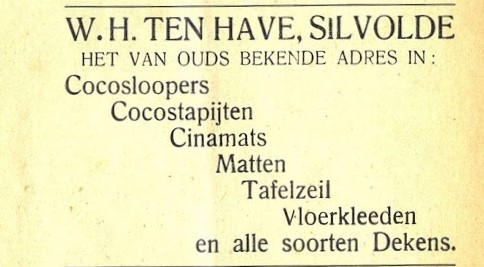 W. H. TEN HAVE, SILVOLDE
HET VAN OUDS BEKENDE ADRES IN:
Cocosloopers
Cocostapijten
Cinamats
Matten
Tafelzeil
Vloerkleeden
en alle soorten Dekens.